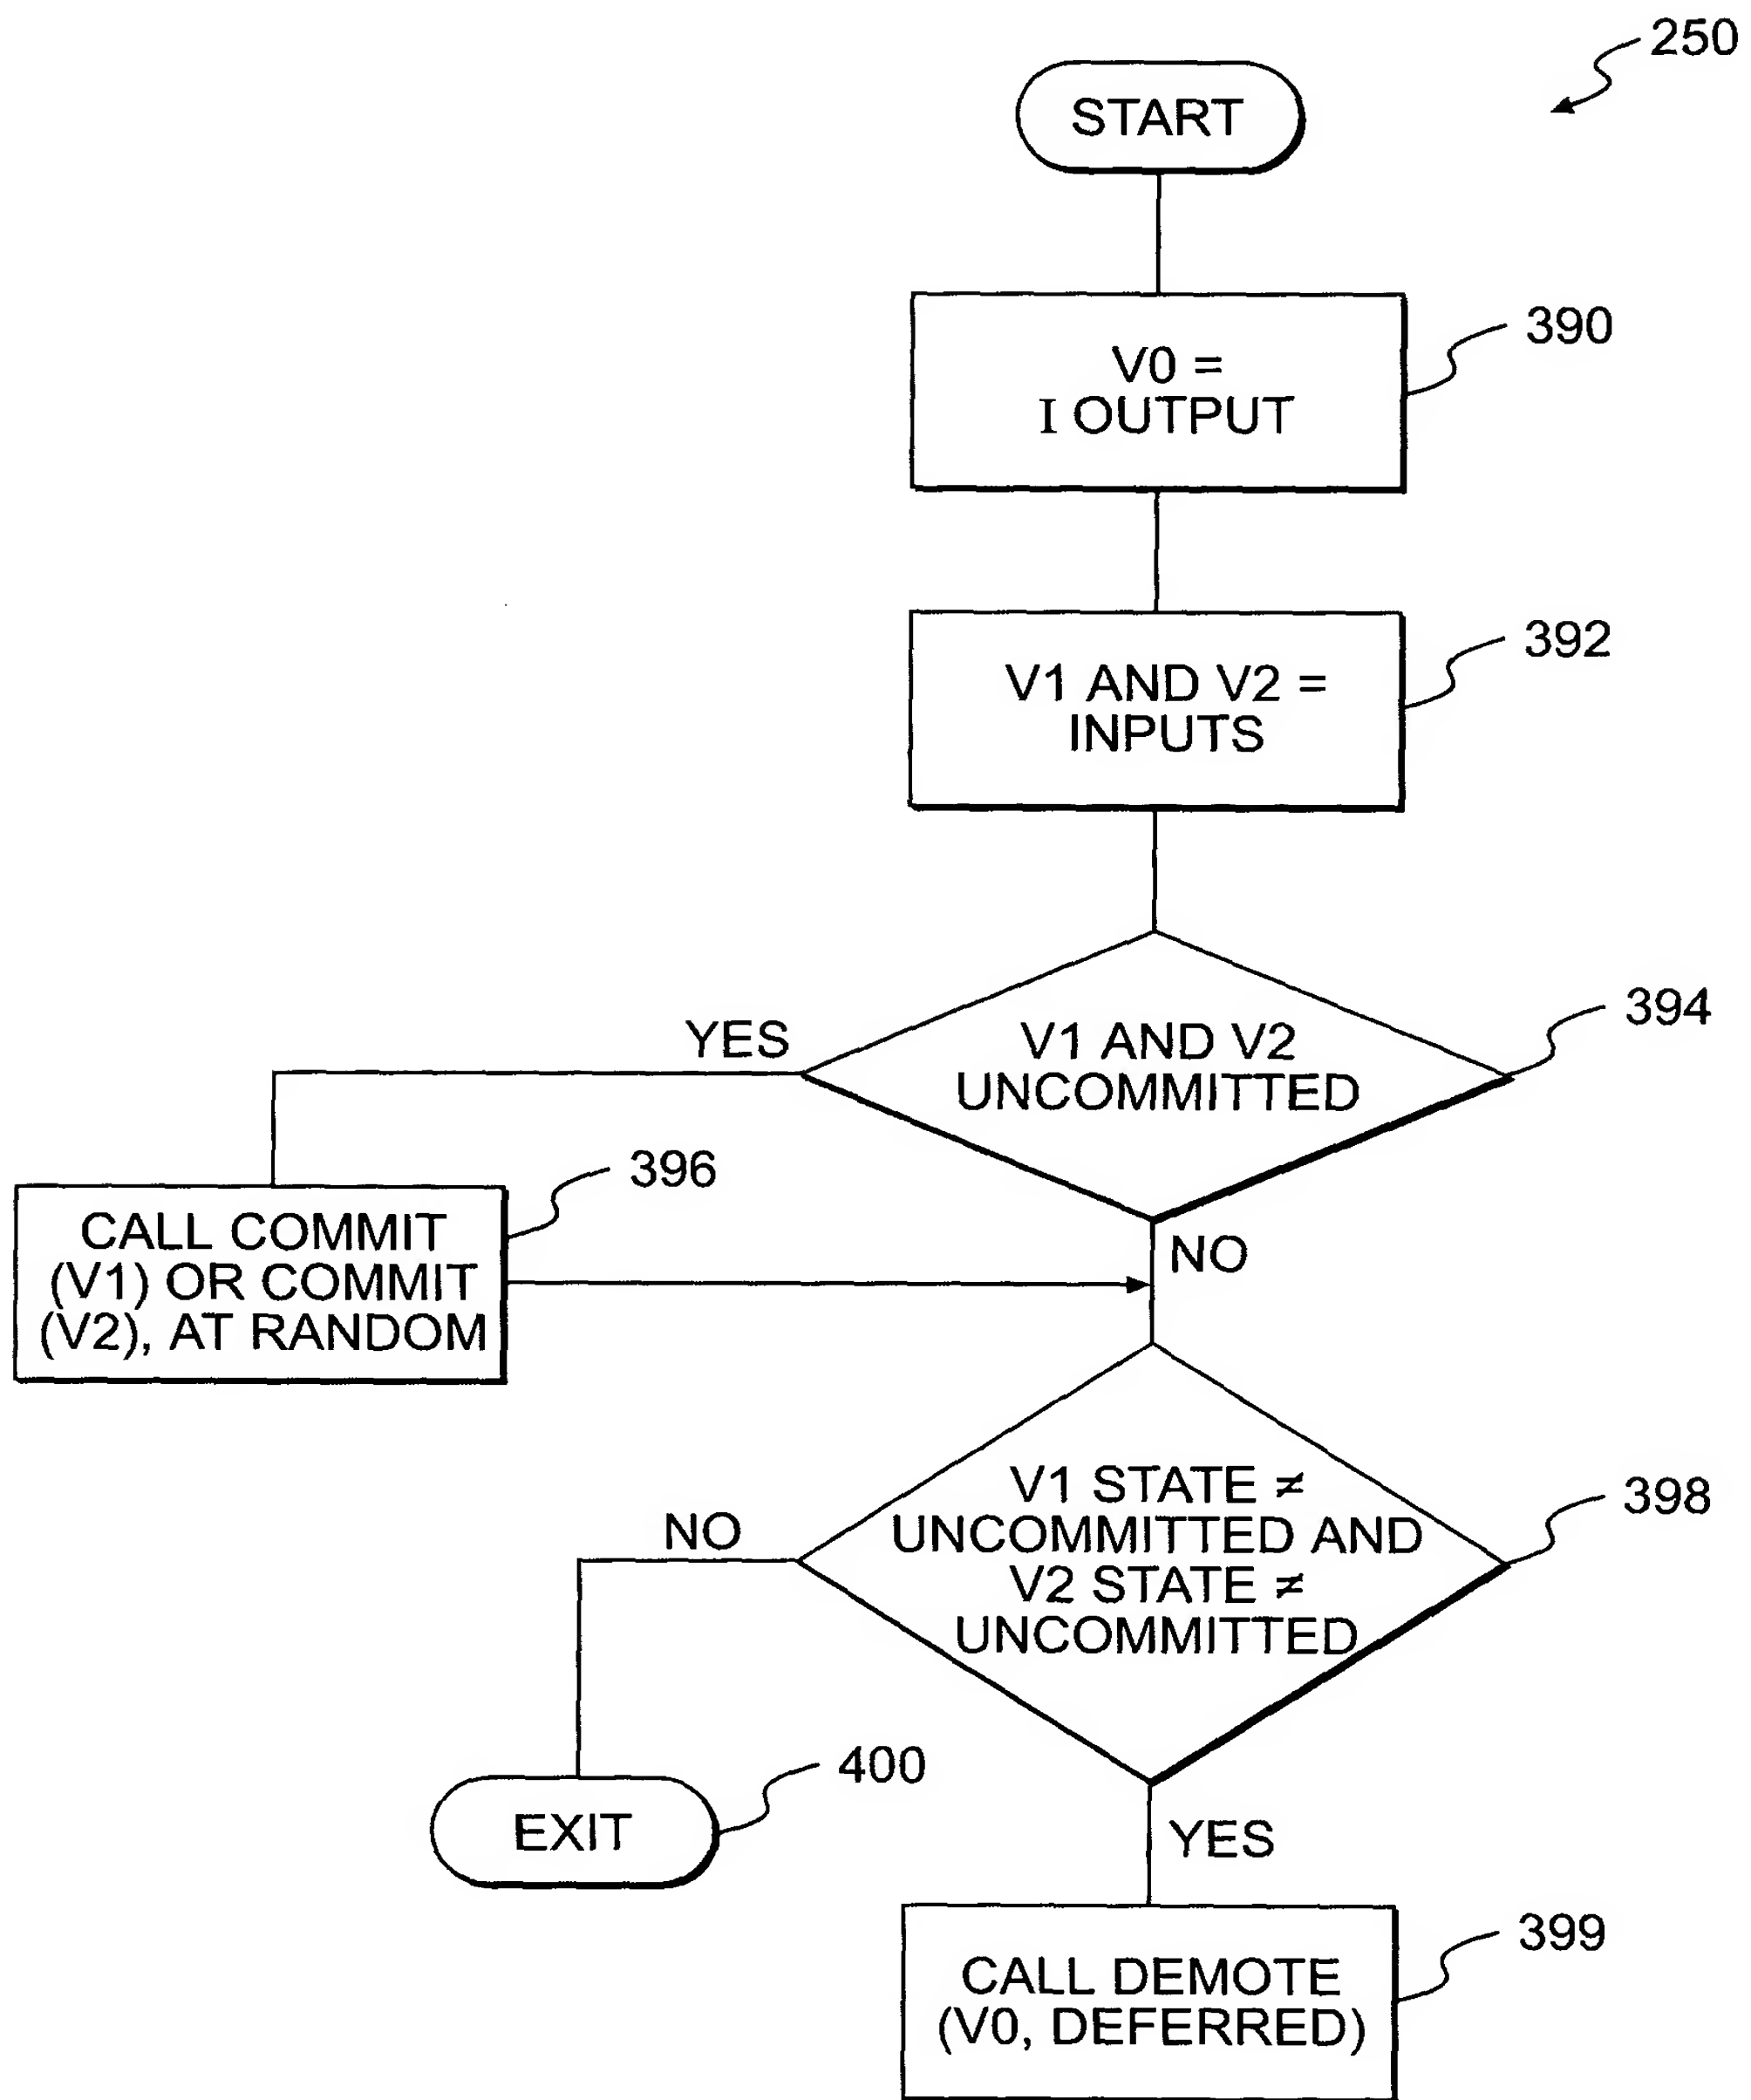 250
START
390
V0 =
I OUTPUT
392
V1 AND V2 =
INPUTS
394
YES
V1 AND V2
UNCOMMITTED
396
NO
CALL COMMIT
(V1) OR COMMIT
(V2), AT RANDOM
398
NO
V1 STATE ≠
UNCOMMITTED AND
V2 STATE ≠
UNCOMMITTED
400
EXIT
YES
399
CALL DEMOTE
(V0, DEFERRED)